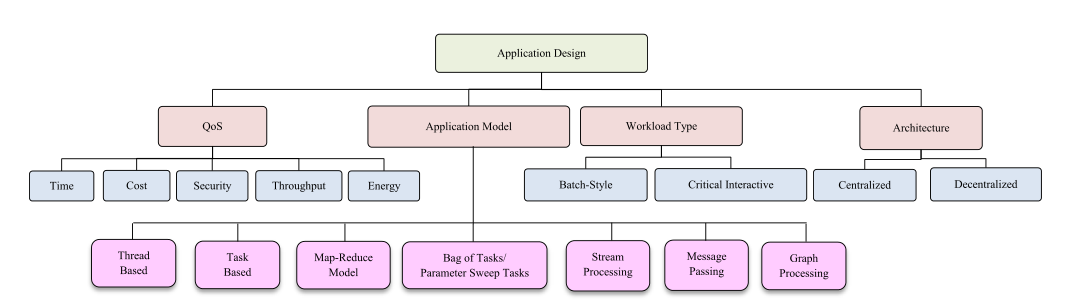 Application Design
QoS
Application Model
Workload Type
Architecture
Time
Cost
Security
Throughput
Energy
Batch-Style
Critical Interactive
Centralized
Decentralized
Thread
Based
Task
Based
Map-Reduce
Model
Bag of Tasks/
Parameter Sweep Tasks
Stream
Processing
Message
Passing
Graph
Processing